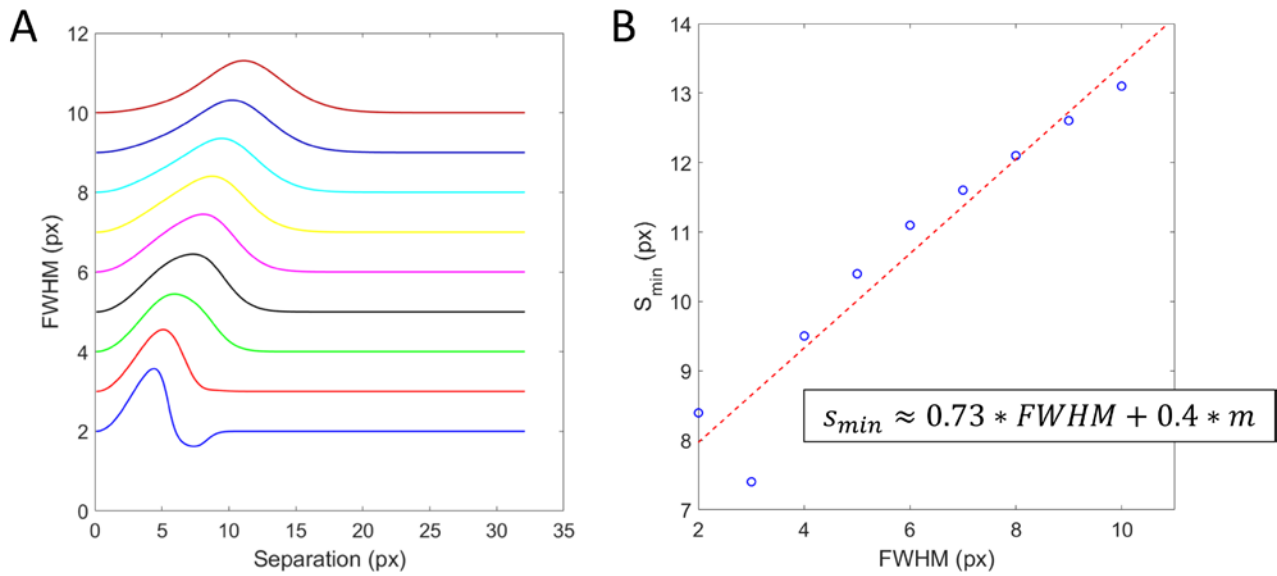 A
12
10
8
6
4
2
0
FWHM (px)
0 5 10 15 20 25 30 35
Separation (px)
B
14
13
12
11
10
9
8
7
S_min (px)
s_min ≈ 0.73 * FWHM + 0.4 * m
2 4 6 8 10
FWHM (px)